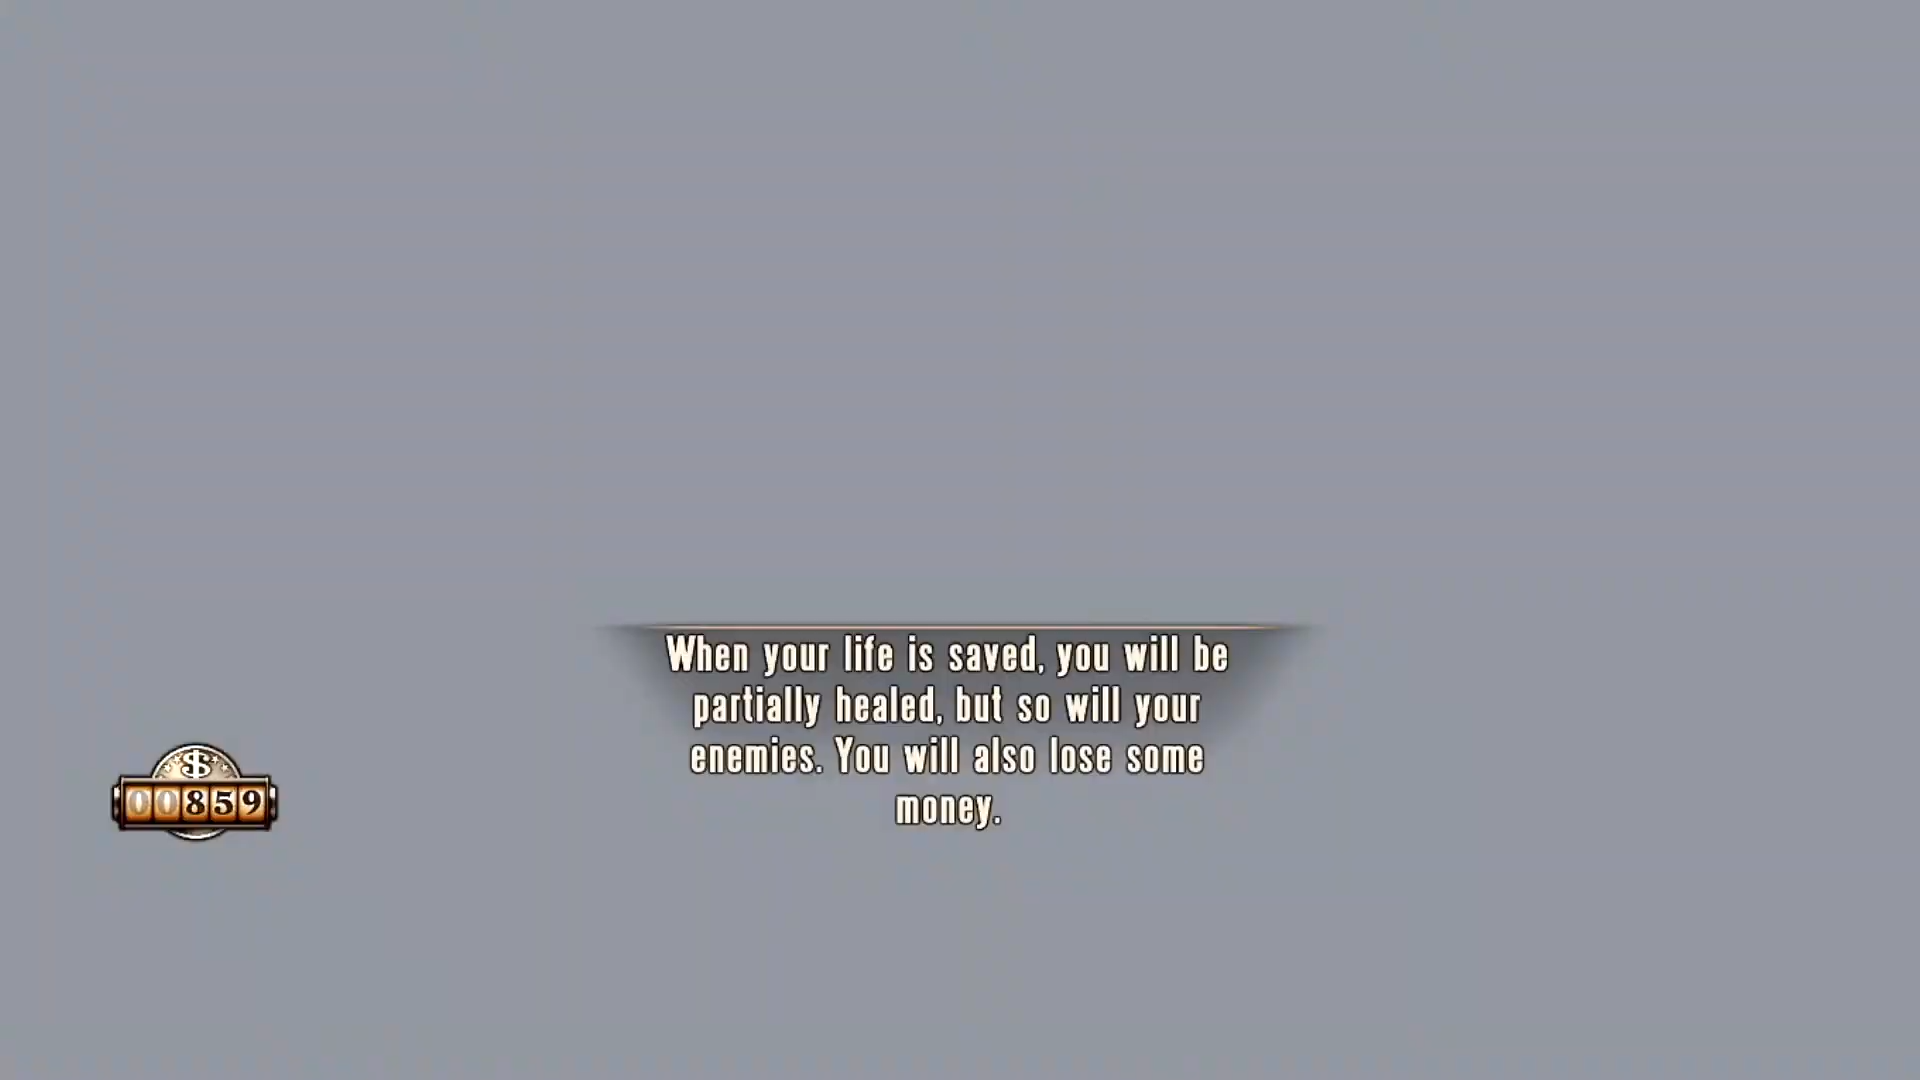 When your life is saved, you will be
partially healed, but so will your
enemies. You will also lose some
money.
$
00859